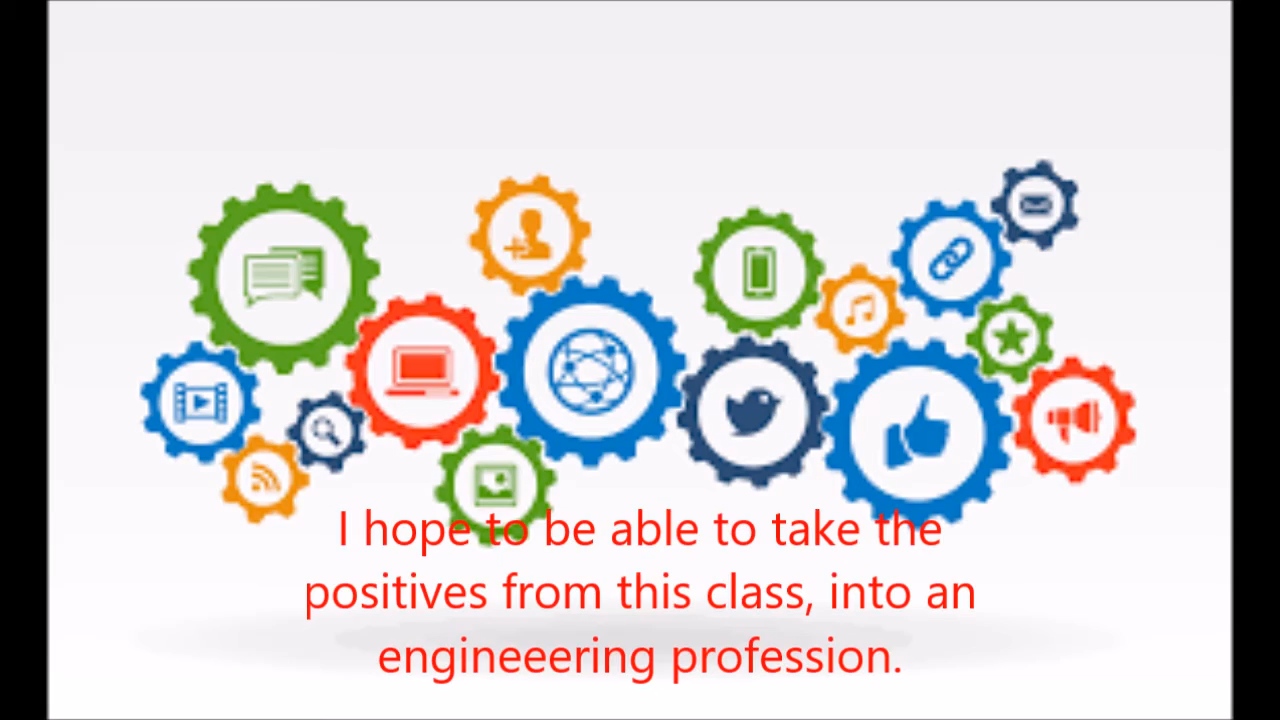 I hope to be able to take the
positives from this class, into an
engineeering profession.